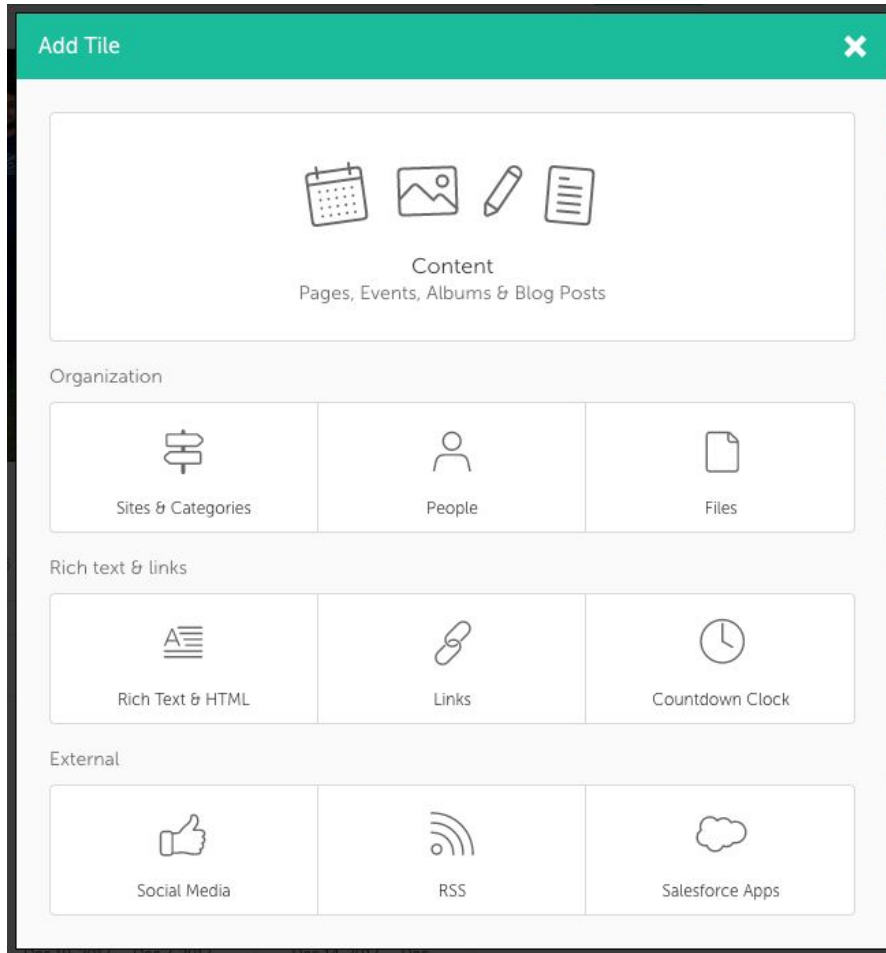 Add Tile
Content
Pages, Events, Albums & Blog Posts
Organization
Sites & Categories
People
Files
Rich text & links
Rich Text & HTML
Links
Countdown Clock
External
Social Media
RSS
Salesforce Apps